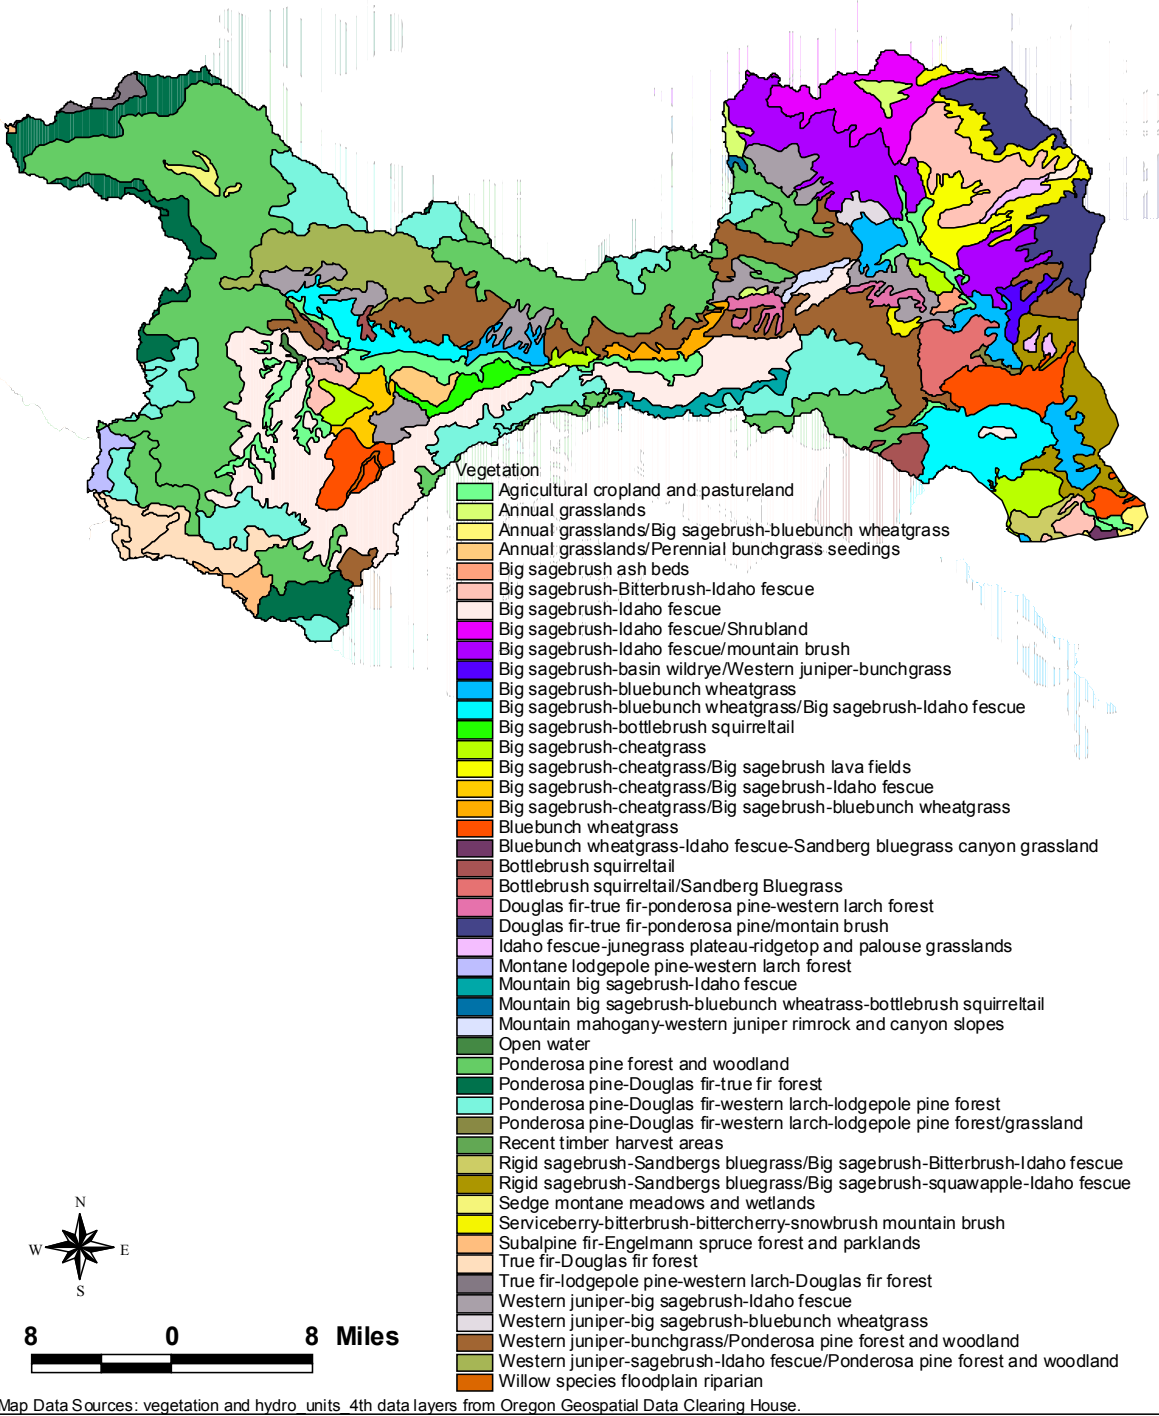 Vegetation
Agricultural cropland and pastureland
Annual grasslands
Annual grasslands/Big sagebrush-bluebunch wheatgrass
Annual grasslands/Perennial bunchgrass seedings
Big sagebrush ash beds
Big sagebrush-Bitterbrush-Idaho fescue
Big sagebrush-Idaho fescue
Big sagebrush-Idaho fescue/Shrubland
Big sagebrush-Idaho fescue/mountain brush
Big sagebrush-basin wildrye/Western juniper-bunchgrass
Big sagebrush-bluebunch wheatgrass
Big sagebrush-bluebunch wheatgrass/Big sagebrush-Idaho fescue
Big sagebrush-bottlebrush squirreltail
Big sagebrush-cheatgrass
Big sagebrush-cheatgrass/Big sagebrush lava fields
Big sagebrush-cheatgrass/Big sagebrush-Idaho fescue
Big sagebrush-cheatgrass/Big sagebrush-bluebunch wheatgrass
Bluebunch wheatgrass
Bluebunch wheatgrass-Idaho fescue-Sandberg bluegrass canyon grassland
Bottlebrush squirreltail
Bottlebrush squirreltail/Sandberg Bluegrass
Douglas fir-true fir-ponderosa pine-western larch forest
Douglas fir-true fir-ponderosa pine/montain brush
Idaho fescue-junegrass plateau-ridgetop and palouse grasslands
Montane lodgepole pine-western larch forest
Mountain big sagebrush-Idaho fescue
Mountain big sagebrush-bluebunch wheatrass-bottlebrush squirreltail
Mountain mahogany-western juniper rimrock and canyon slopes
Open water
Ponderosa pine forest and woodland
Ponderosa pine-Douglas fir-true fir forest
Ponderosa pine-Douglas fir-western larch-lodgepole pine forest
Ponderosa pine-Douglas fir-western larch-lodgepole pine forest/grassland
Recent timber harvest areas
Rigid sagebrush-Sandbergs bluegrass/Big sagebrush-Bitterbrush-Idaho fescue
Rigid sagebrush-Sandbergs bluegrass/Big sagebrush-squawapple-Idaho fescue
Sedge montane meadows and wetlands
Serviceberry-bitterbrush-bittercherry-snowbrush mountain brush
Subalpine fir-Engelmann spruce forest and parklands
True fir-Douglas fir forest
True fir-lodgepole pine-western larch-Douglas fir forest
Western juniper-big sagebrush-Idaho fescue
Western juniper-big sagebrush-bluebunch wheatgrass
Western juniper-bunchgrass/Ponderosa pine forest and woodland
Western juniper-sagebrush-Idaho fescue/Ponderosa pine forest and woodland
Willow species floodplain riparian
N
W E
S
8 0 8 Miles
Map Data Sources: vegetation and hydro_units_4th data layers from Oregon Geospatial Data Clearing House.